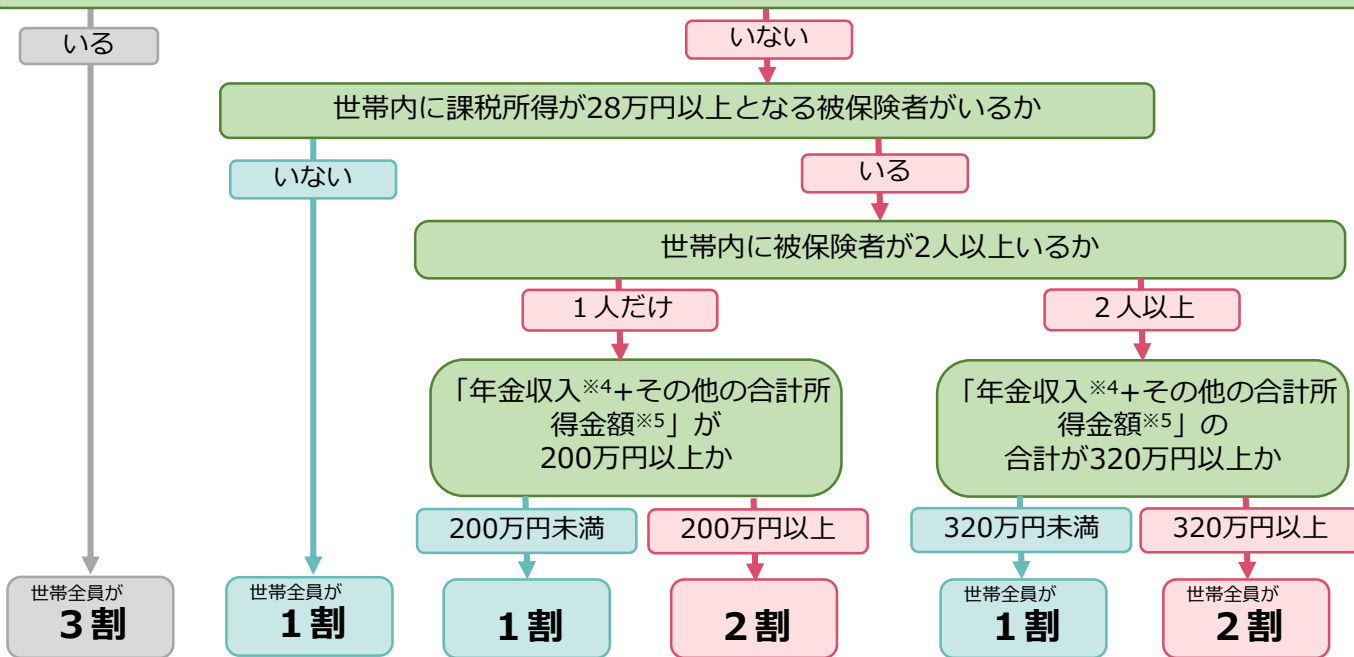 いる
いない
世帯内に課税所得が28万円以上となる被保険者がいるか
いない
いる
世帯内に被保険者が2人以上いるか
１人だけ
２人以上
「年金収入※4+その他の合計所
得金額※5」が
200万円以上か
「年金収入※4+その他の合計所
得金額※5」の
合計が320万円以上か
200万円未満
200万円以上
320万円未満
320万円以上
世帯全員が
３割
世帯全員が
１割
１割
２割
世帯全員が
１割
世帯全員が
２割